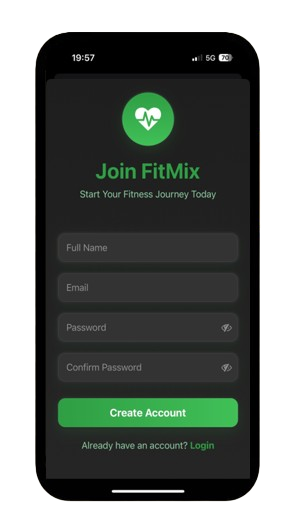 19:57
5G 70
Join FitMix
Start Your Fitness Journey Today
Full Name
Email
Password
Confirm Password
Create Account
Already have an account? Login